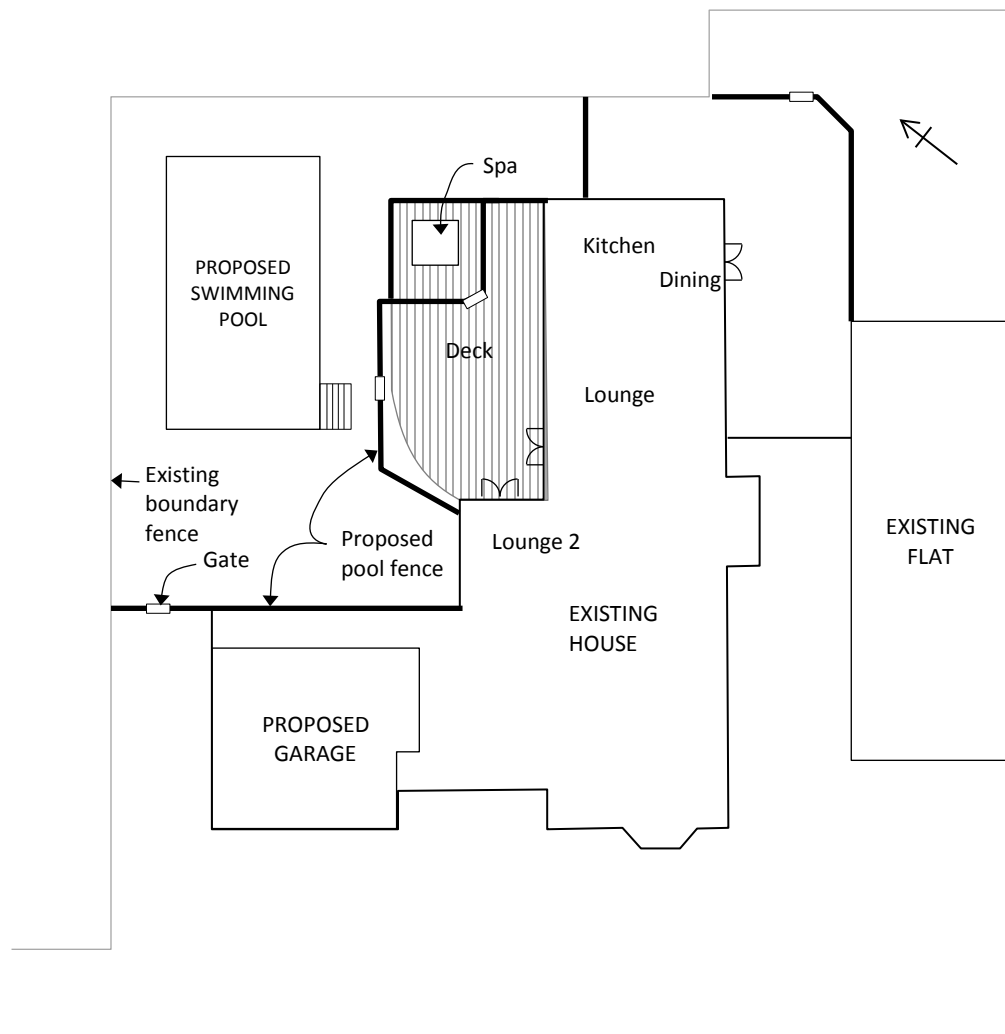 Spa
Kitchen
Dining
PROPOSED
SWIMMING
POOL
Deck
Lounge
Existing
boundary
fence
Gate
Proposed
pool fence
Lounge 2
EXISTING
FLAT
EXISTING
HOUSE
PROPOSED
GARAGE